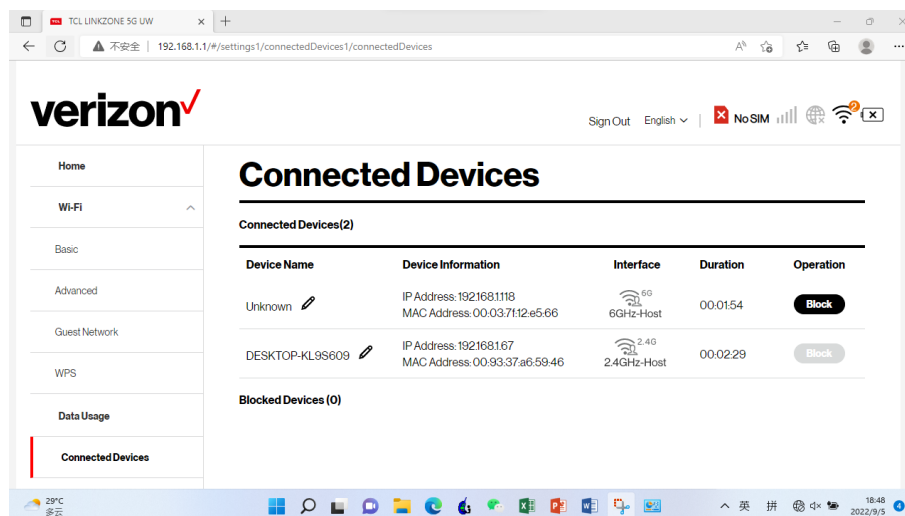 TCL LINKZONE 5G UW
不安全 | 192.168.1.1/#/settings1/connectedDevices1/connectedDevices
verizon
Sign Out English No SIM 2
Home
Wi-Fi
Basic
Advanced
Guest Network
WPS
Data Usage
Connected Devices
Connected Devices
Connected Devices(2)
Device Name Device Information Interface Duration Operation
Unknown IP Address:192.168.1.118 6G 00:01:54 Block
MAC Address:00:03:7f:12:e5:66 6GHz-Host
DESKTOP-KL9S609 IP Address:192.168.1.67 2.4G 00:02:29 Block
MAC Address:00:93:37:a6:59:46 2.4GHz-Host
Blocked Devices (0)
29°C
多云
英 拼 18:48
2022/9/5 4